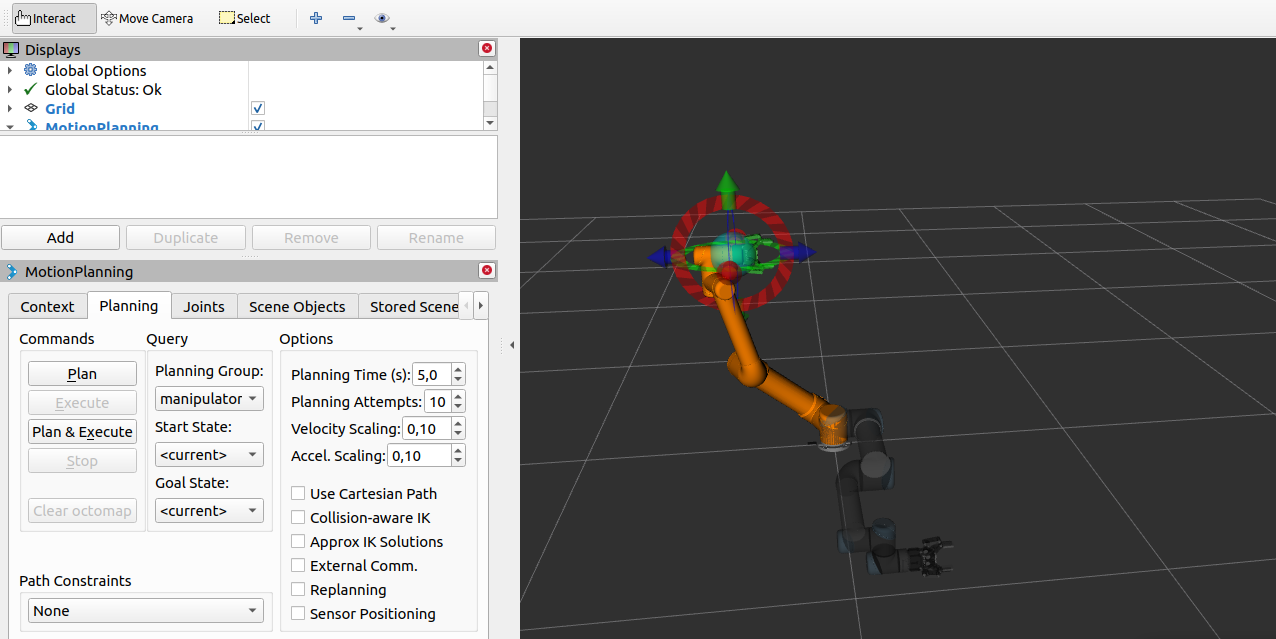 Interact Move Camera Select
Displays
Global Options
Global Status: Ok
Grid
MotionPlanning
Add Duplicate Remove Rename
MotionPlanning
Context Planning Joints Scene Objects Stored Scene
Commands Query Options
Plan
Execute
Plan & Execute
Stop
Clear octomap
Planning Group:
manipulator
Start State:
<current>
Goal State:
<current>
Planning Time (s): 5,0
Planning Attempts: 10
Velocity Scaling: 0,10
Accel. Scaling: 0,10
Use Cartesian Path
Collision-aware IK
Approx IK Solutions
External Comm.
Replanning
Sensor Positioning
Path Constraints
None